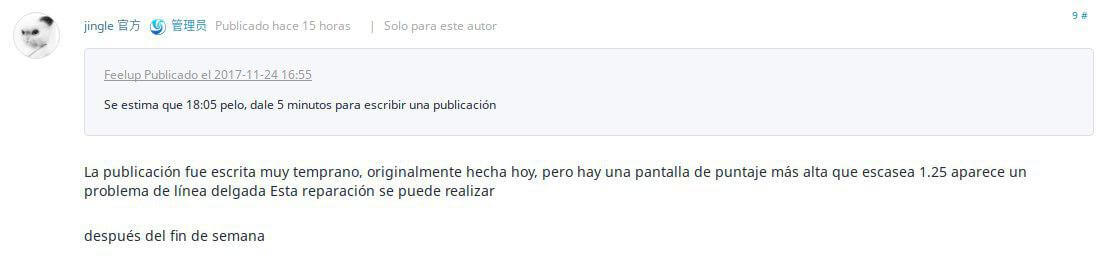 jingle 官方 管理员 Publicado hace 15 horas | Solo para este autor 9 #
Feelup Publicado el 2017-11-24 16:55
Se estima que 18:05 pelo, dale 5 minutos para escribir una publicación
La publicación fue escrita muy temprano, originalmente hecha hoy, pero hay una pantalla de puntaje más alta que escasea 1.25 aparece un
problema de línea delgada Esta reparación se puede realizar
después del fin de semana